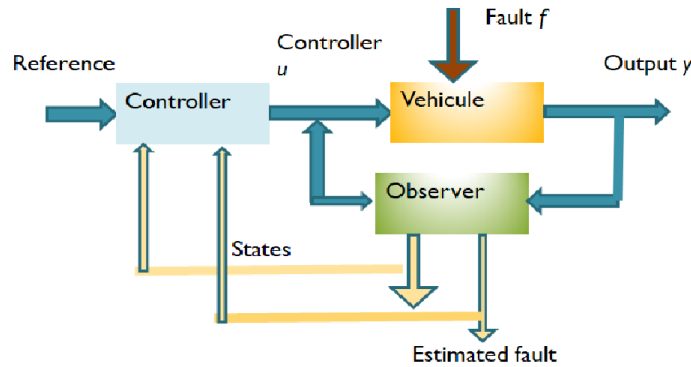 Fault f
Controller
u
Reference
Output y
Controller
Vehicule
Observer
States
Estimated fault